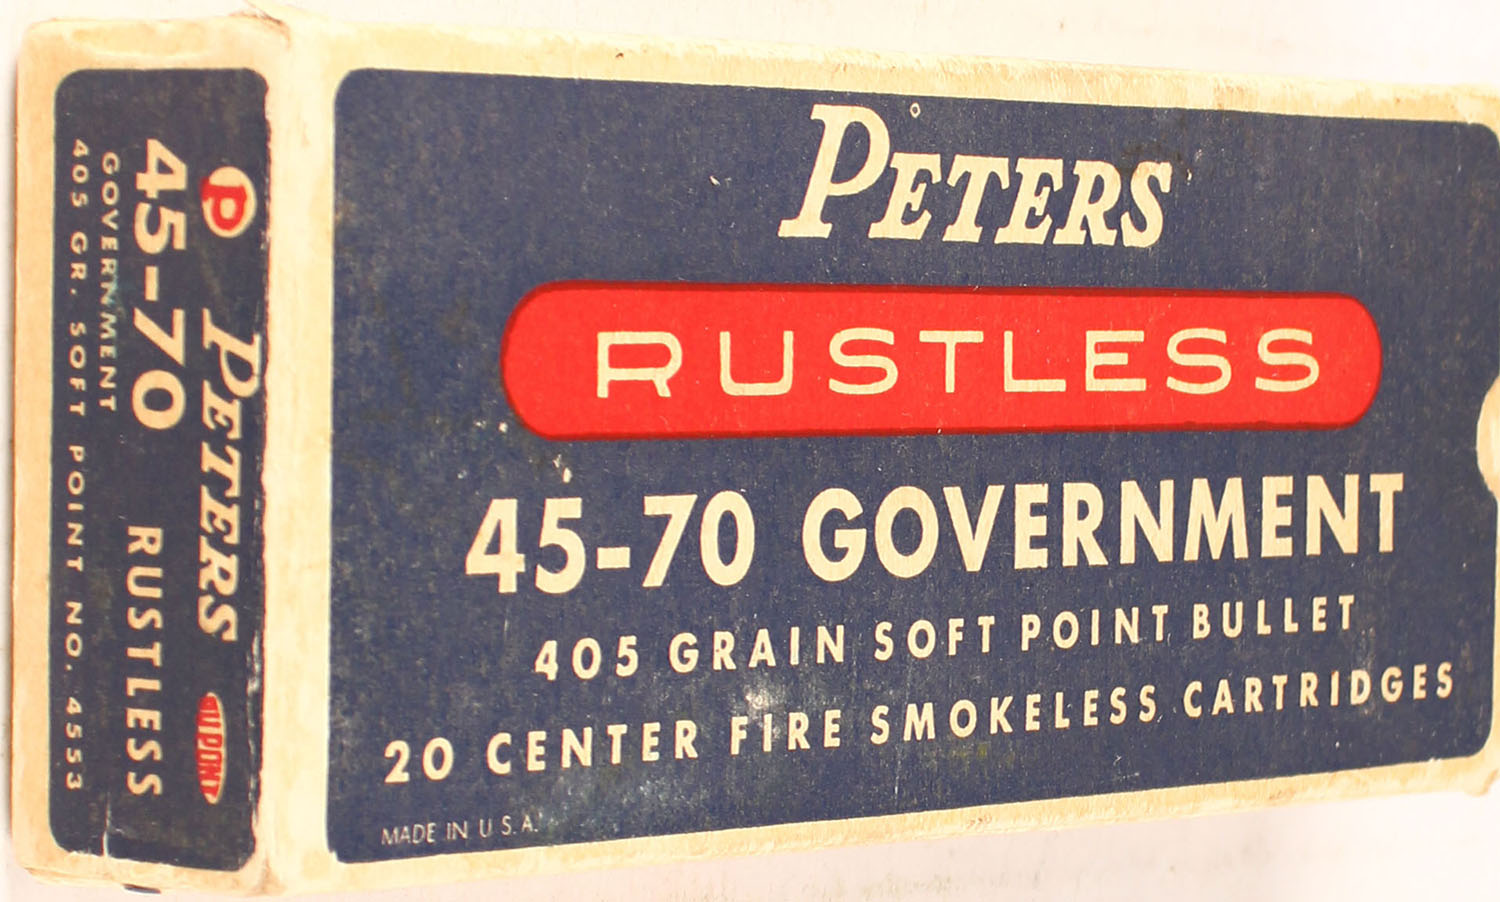 PETERS
RUSTLESS
45-70 GOVERNMENT
405 GRAIN SOFT POINT BULLET
20 CENTER FIRE SMOKELESS CARTRIDGES
MADE IN U.S.A.
P PETERS DUPONT
45-70 RUSTLESS
GOVERNMENT
405 GR. SOFT POINT NO. 4553